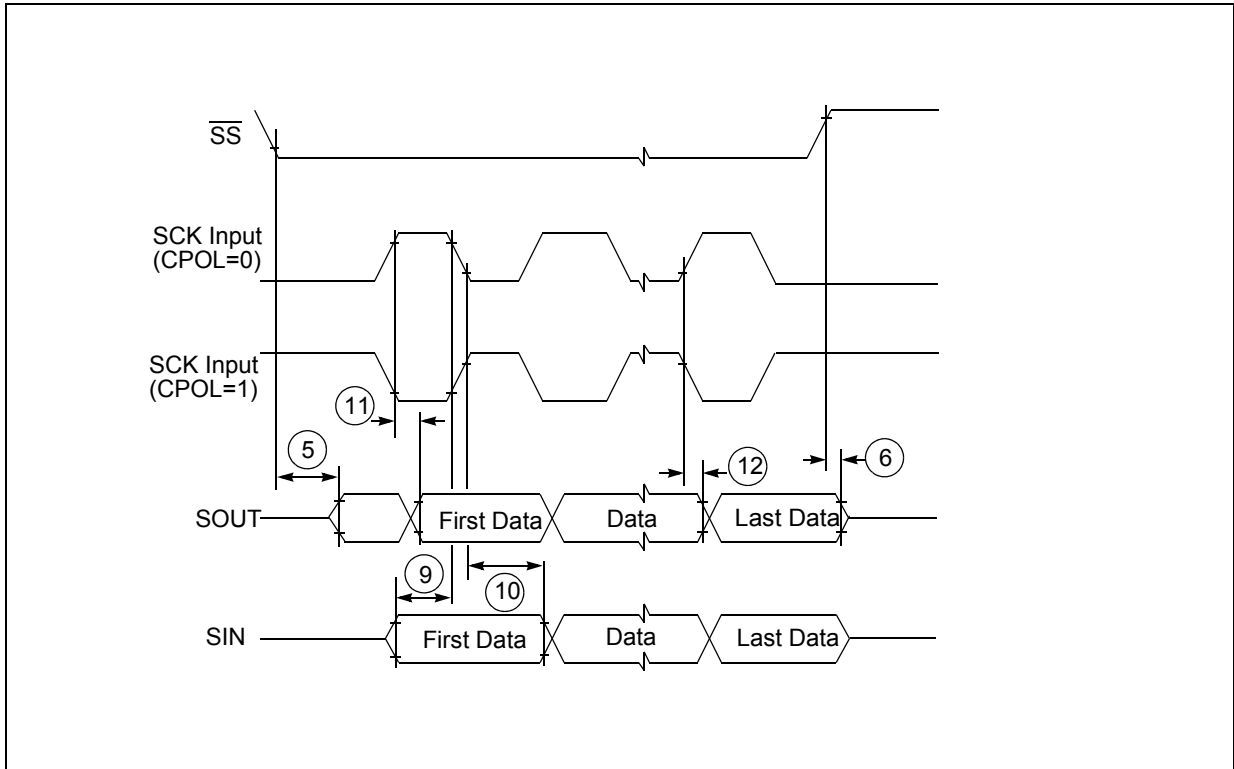 SS
SCK Input
(CPOL=0)
SCK Input
(CPOL=1)
11
5
12
6
SOUT
First Data
Data
Last Data
9
10
SIN
First Data
Data
Last Data